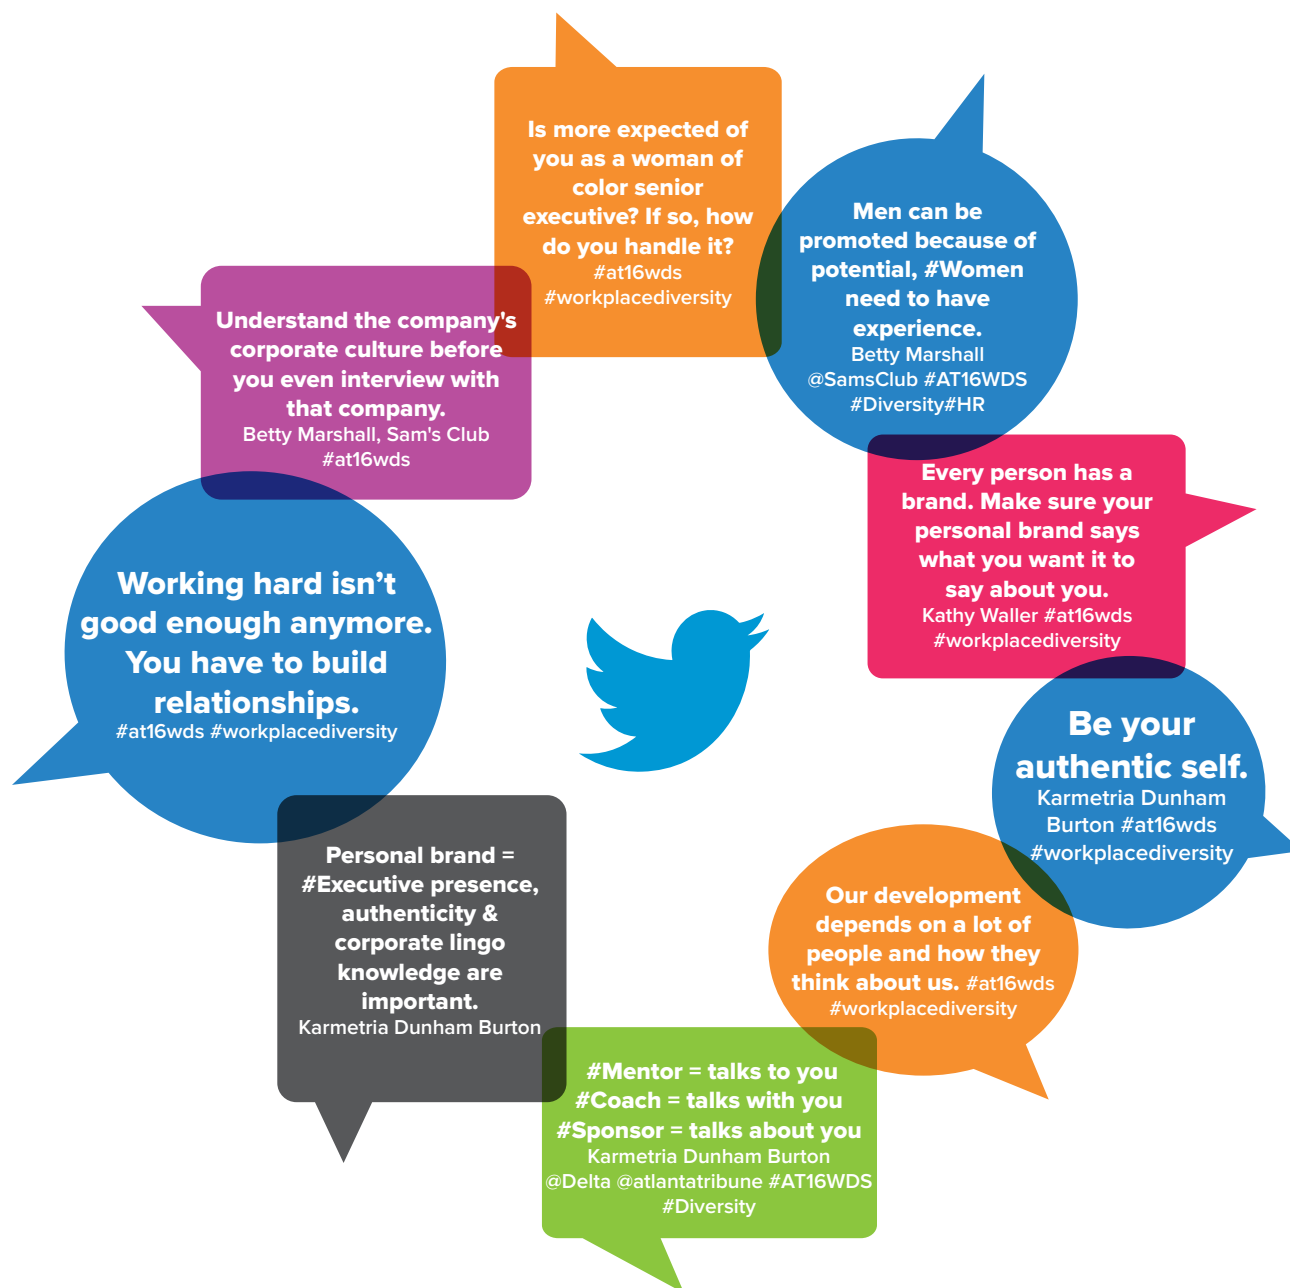 Is more expected of
you as a woman of
color senior
executive? If so, how
do you handle it?
#at16wds
#workplacediversity
Men can be
promoted because of
potential, #Women
need to have
experience.
Betty Marshall
@SamsClub #AT16WDS
#Diversity#HR
Understand the company's
corporate culture before
you even interview with
that company.
Betty Marshall, Sam's Club
#at16wds
Every person has a
brand. Make sure your
personal brand says
what you want it to
say about you.
Kathy Waller #at16wds
#workplacediversity
Working hard isn’t
good enough anymore.
You have to build
relationships.
#at16wds #workplacediversity
Be your
authentic self.
Karmetria Dunham
Burton #at16wds
#workplacediversity
Personal brand =
#Executive presence,
authenticity &
corporate lingo
knowledge are
important.
Karmetria Dunham Burton
Our development
depends on a lot of
people and how they
think about us. #at16wds
#workplacediversity
#Mentor = talks to you
#Coach = talks with you
#Sponsor = talks about you
Karmetria Dunham Burton
@Delta @atlantatribune #AT16WDS
#Diversity